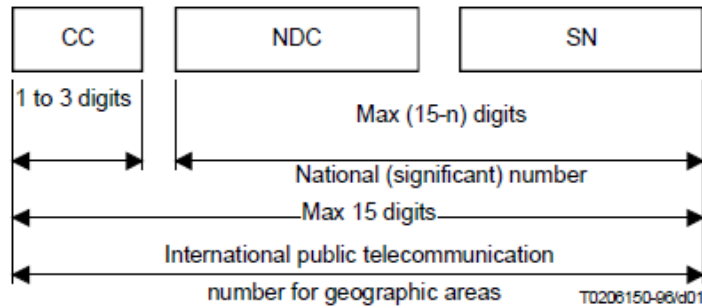 CC NDC SN
1 to 3 digits
Max (15-n) digits
National (significant) number
Max 15 digits
International public telecommunication
number for geographic areas
T0206150-96/d01